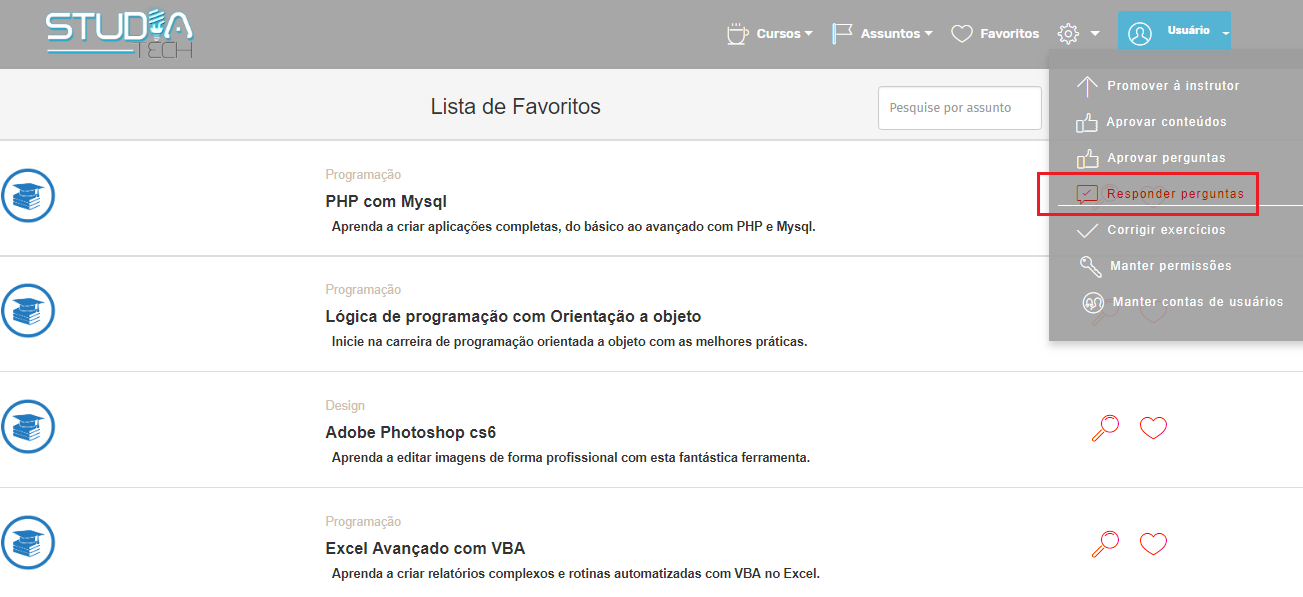 STUDIA
TECH
Cursos
Assuntos
Favoritos
Usuário
Lista de Favoritos
Pesquise por assunto
Promover à instrutor
Aprovar conteúdos
Aprovar perguntas
Responder perguntas
Corrigir exercícios
Manter permissões
Manter contas de usuários
Programação
PHP com Mysql
Aprenda a criar aplicações completas, do básico ao avançado com PHP e Mysql.
Programação
Lógica de programação com Orientação a objeto
Inicie na carreira de programação orientada a objeto com as melhores práticas.
Design
Adobe Photoshop cs6
Aprenda a editar imagens de forma profissional com esta fantástica ferramenta.
Programação
Excel Avançado com VBA
Aprenda a criar relatórios complexos e rotinas automatizadas com VBA no Excel.